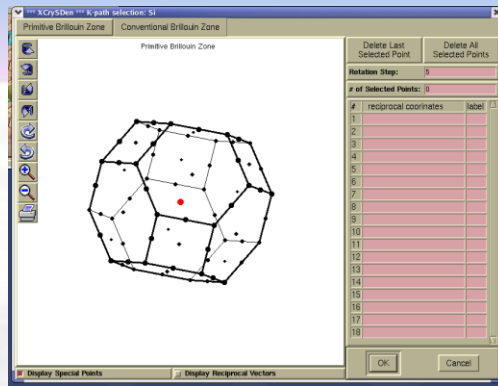 *** XCrySDen *** K-path selection: Si
Primitive Brillouin Zone
Conventional Brillouin Zone
Primitive Brillouin Zone
Delete Last
Selected Point
Delete All
Selected Points
Rotation Step: 5
# of Selected Points: 0
# reciprocal coorinates label
1
2
3
4
5
6
7
8
9
10
11
12
13
14
15
16
17
18
OK
Cancel
Display Special Points
Display Reciprocal Vectors